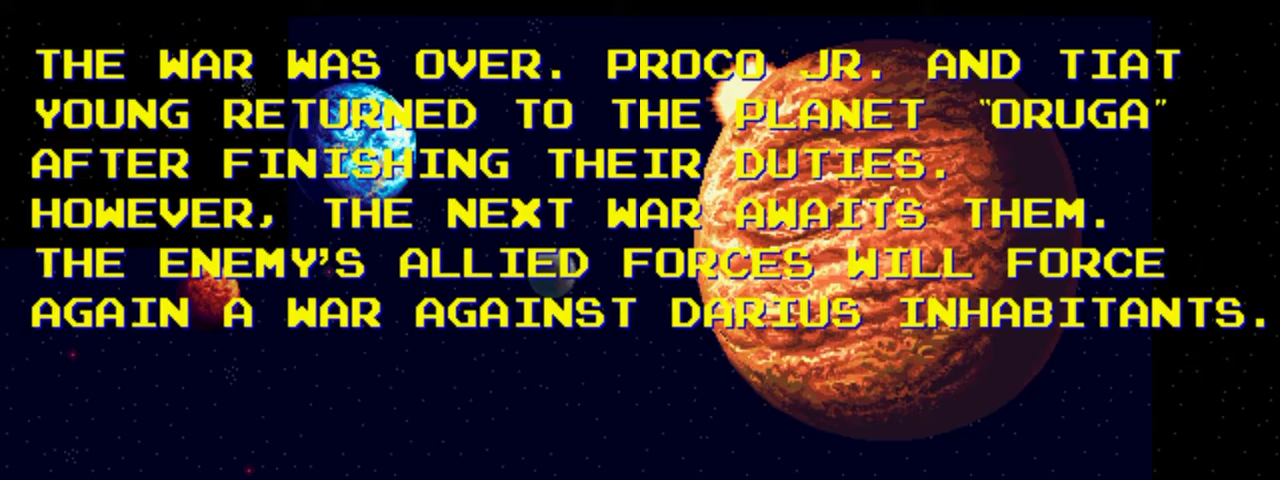 THE WAR WAS OVER. PROCO JR. AND TIAT
YOUNG RETURNED TO THE PLANET "ORUGA"
AFTER FINISHING THEIR DUTIES.
HOWEVER, THE NEXT WAR AWAITS THEM.
THE ENEMY'S ALLIED FORCES WILL FORCE
AGAIN A WAR AGAINST DARIUS INHABITANTS.